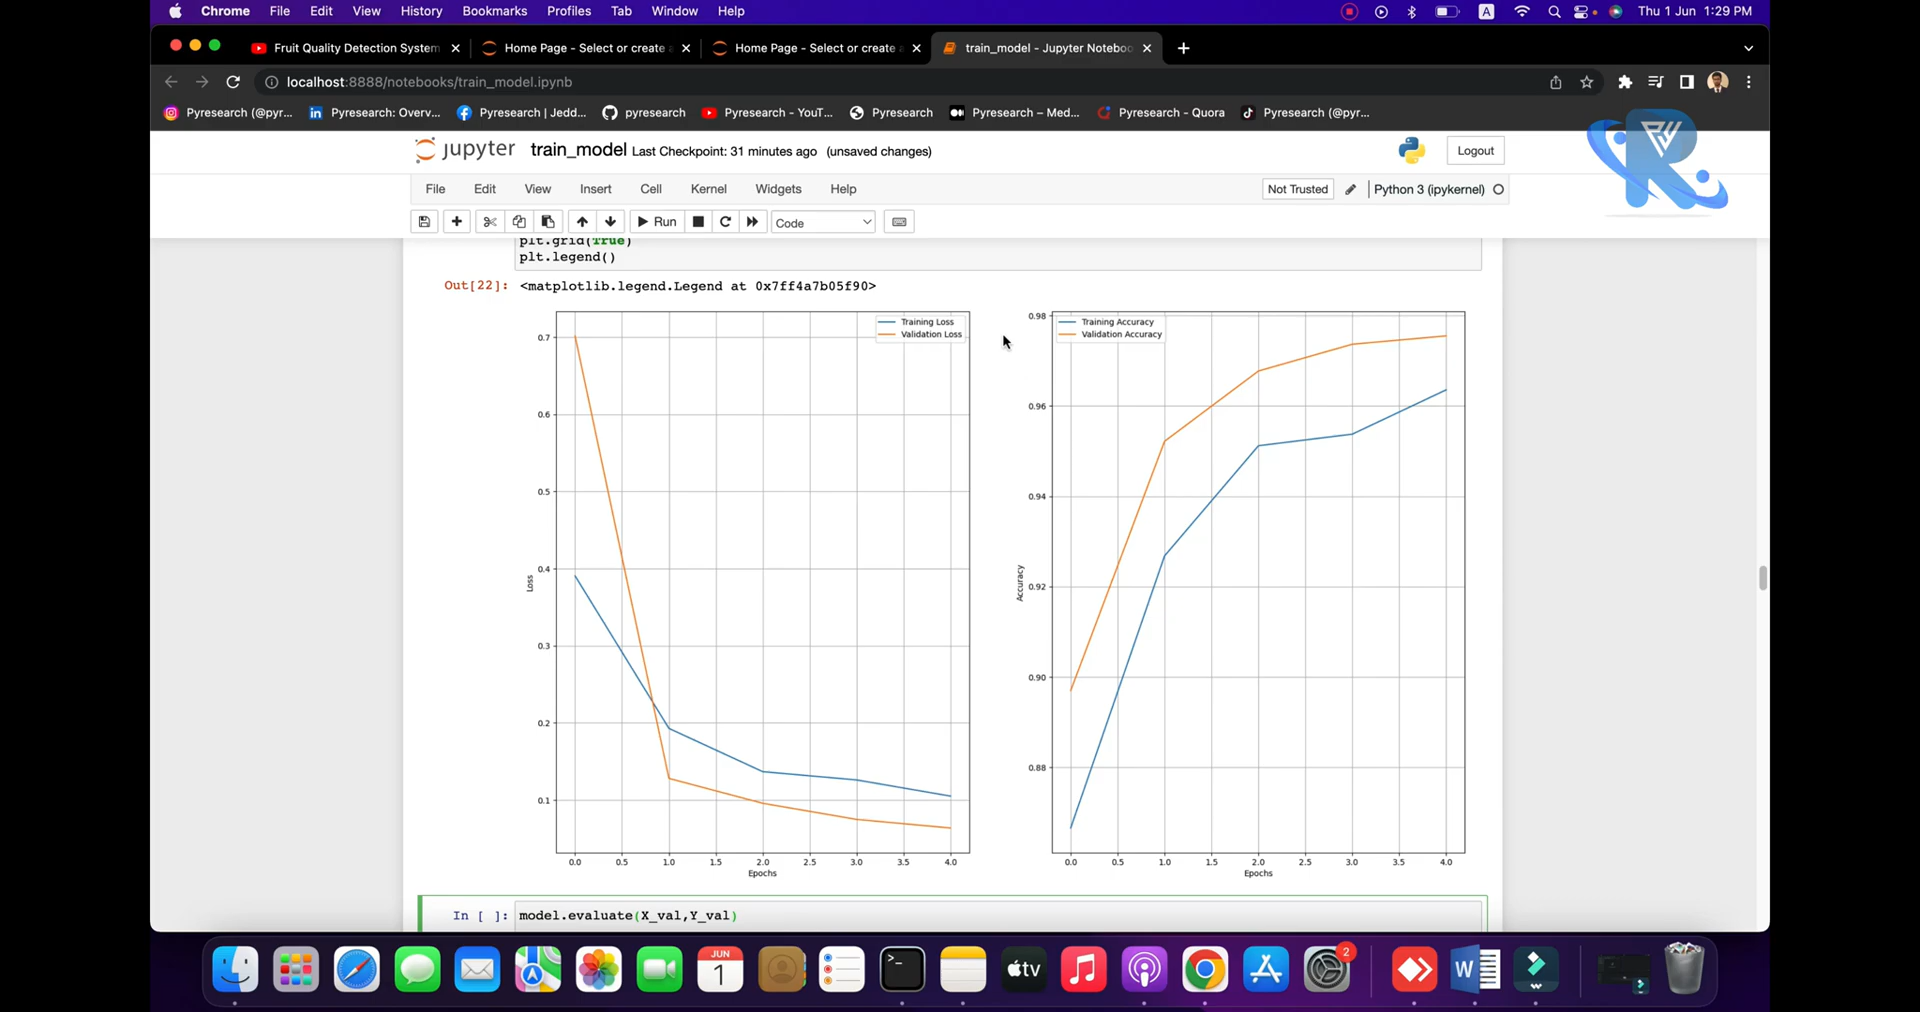 Chrome File Edit View History Bookmarks Profiles Tab Window Help A Thu 1 Jun 1:29 PM
Fruit Quality Detection System Home Page - Select or create a Home Page - Select or create a train_model - Jupyter Noteboo
localhost:8888/notebooks/train_model.ipynb
Pyresearch (@pyr... Pyresearch: Overv... Pyresearch | Jedd... pyresearch Pyresearch - YouT... Pyresearch Pyresearch – Med... Pyresearch - Quora Pyresearch (@pyr...
jupyter train_model Last Checkpoint: 31 minutes ago (unsaved changes) Logout
File Edit View Insert Cell Kernel Widgets Help Not Trusted Python 3 (ipykernel)
Run Code
plt.grid(True)
plt.legend()
Out[22]: <matplotlib.legend.Legend at 0x7ff4a7b05f90>
Training Loss
Validation Loss
0.7
0.6
0.5
0.4
0.3
0.2
0.1
Loss
0.0 0.5 1.0 1.5 2.0 2.5 3.0 3.5 4.0
Epochs
Training Accuracy
Validation Accuracy
0.98
0.96
0.94
0.92
0.90
0.88
Accuracy
0.0 0.5 1.0 1.5 2.0 2.5 3.0 3.5 4.0
Epochs
In [ ]: model.evaluate(X_val,Y_val)
JUN
1
tv
2
W